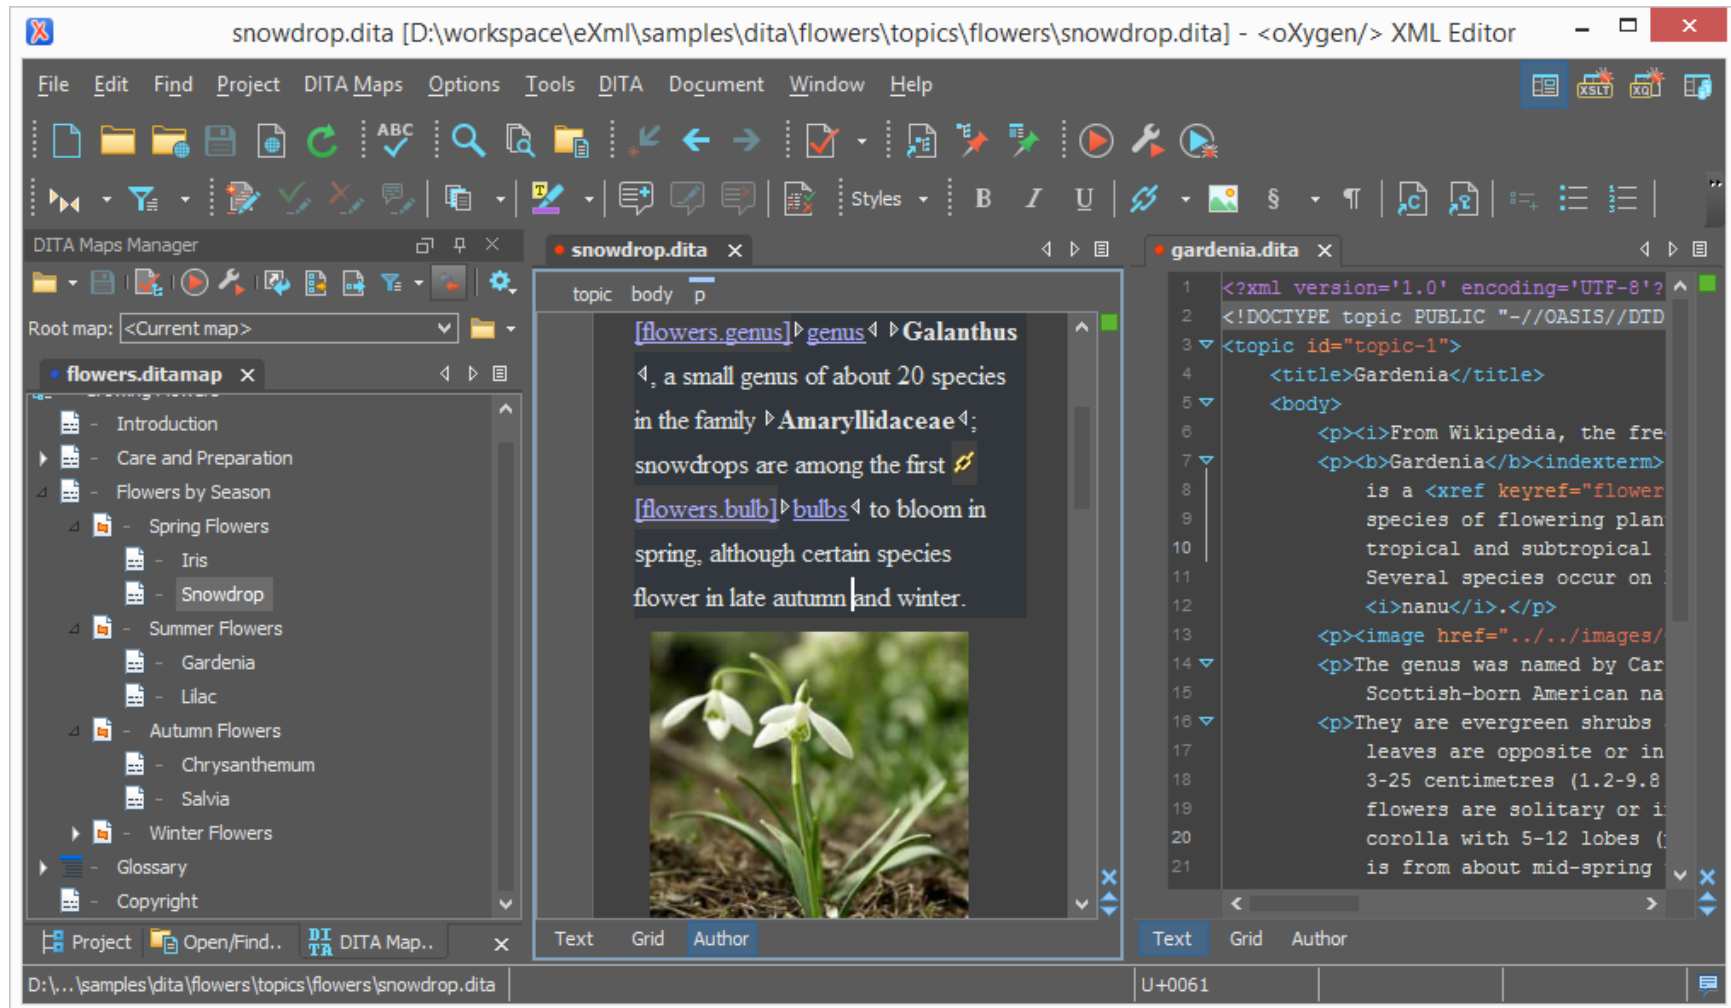 snowdrop.dita [D:\workspace\eXml\samples\dita\flowers\topics\flowers\snowdrop.dita] - <oXygen/> XML Editor
File Edit Find Project DITA Maps Options Tools DITA Document Window Help
XSLT XQ
ABC
T Styles B I U § ¶ C
DITA Maps Manager
Root map: <Current map>
flowers.ditamap
Introduction
Care and Preparation
Flowers by Season
Spring Flowers
Iris
Snowdrop
Summer Flowers
Gardenia
Lilac
Autumn Flowers
Chrysanthemum
Salvia
Winter Flowers
Glossary
Copyright
Project Open/Find.. DITA Map..
snowdrop.dita
topic body p
[flowers.genus] genus Galanthus
, a small genus of about 20 species
in the family Amaryllidaceae;
snowdrops are among the first
[flowers.bulb] bulbs to bloom in
spring, although certain species
flower in late autumn and winter.
Text Grid Author
gardenia.dita
1 <?xml version='1.0' encoding='UTF-8'?
2 <!DOCTYPE topic PUBLIC "-//OASIS//DTD
3 <topic id="topic-1">
4 <title>Gardenia</title>
5 <body>
6 <p><i>From Wikipedia, the fre
7 <p><b>Gardenia</b><indexterm>
8 is a <xref keyref="flower
9 species of flowering plan
10 tropical and subtropical
11 Several species occur on
12 <i>nanu</i>.</p>
13 <p><image href="../../images/
14 <p>The genus was named by Car
15 Scottish-born American na
16 <p>They are evergreen shrubs
17 leaves are opposite or in
18 3-25 centimetres (1.2-9.8
19 flowers are solitary or i
20 corolla with 5-12 lobes (
21 is from about mid-spring
Text Grid Author
D:\...\samples\dita\flowers\topics\flowers\snowdrop.dita U+0061